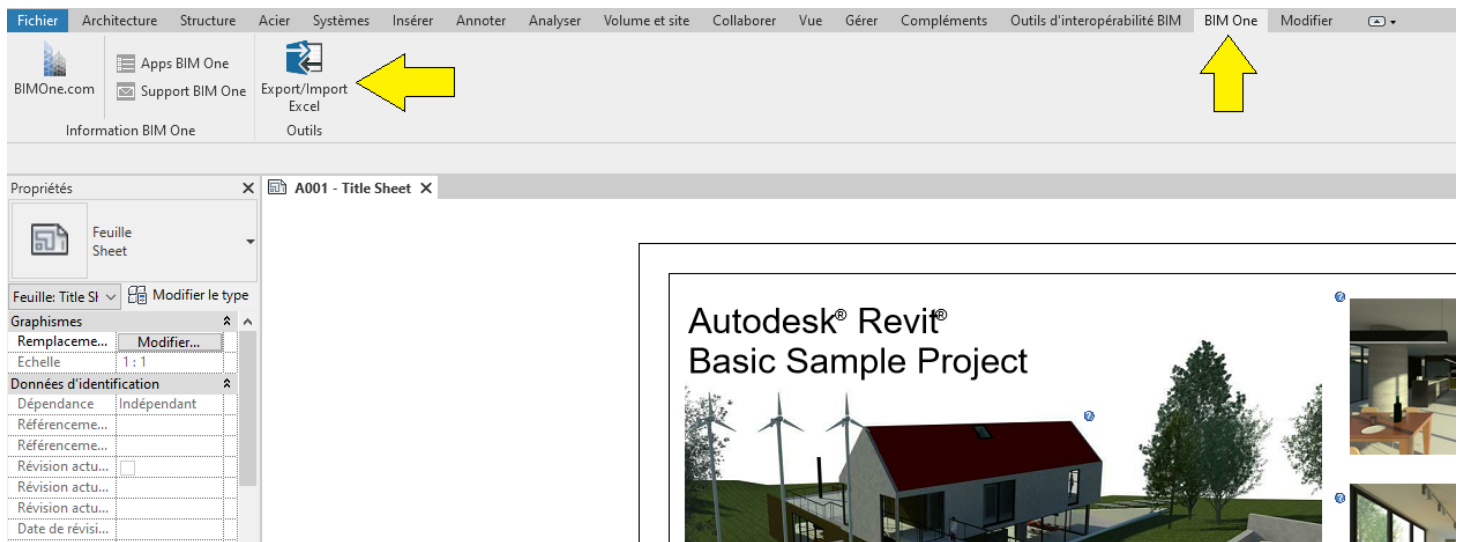 Fichier Architecture Structure Acier Systèmes Insérer Annoter Analyser Volume et site Collaborer Vue Gérer Compléments Outils d'interopérabilité BIM BIM One Modifier
Apps BIM One
BIMOne.com
Support BIM One
Export/Import
Excel
Information BIM One
Outils
Propriétés
A001 - Title Sheet
Feuille
Sheet
Feuille: Title Sh
Modifier le type
Graphismes
Remplaceme... Modifier...
Echelle 1 : 1
Données d'identification
Dépendance Indépendant
Référenceme...
Référenceme...
Révision actu...
Révision actu...
Révision actu...
Date de révisi...
Autodesk® Revit®
Basic Sample Project